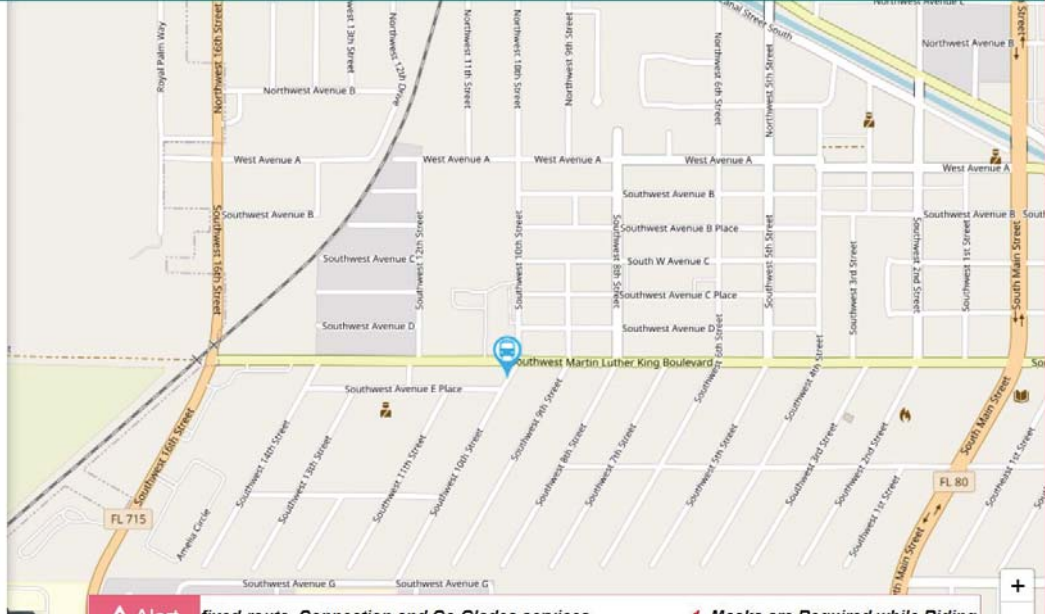 Canal Street South
Northwest Avenue E
Northwest 16th Street
Royal Palm Way
Northwest 12th Drive
Northwest 11th Street
Northwest 10th Street
Northwest 9th Street
Northwest 6th Street
Northwest 5th Street
Northwest Avenue B
Northwest Avenue B
West Avenue A
West Avenue A
West Avenue A
West Avenue A
West Avenue A
Southwest Avenue B
Southwest Avenue B
Southwest Avenue B
Southwest Avenue B Place
Southwest 16th Street
Southwest 12th Street
Southwest 10th Street
Southwest 8th Street
Southwest 5th Street
Southwest 3rd Street
Southwest 2nd Street
Southwest 1st Street
South Main Street
Southwest Avenue C
South W Avenue C
Southwest Avenue C Place
Southwest Avenue D
Southwest Avenue D
Southwest 6th Street
Southwest 4th Street
outhwest Martin Luther King Boulevard
Southwest Avenue E Place
Southwest 16th Street
Southwest 14th Street
Southwest 13th Street
Southwest 11th Street
Southwest 10th Street
Southwest 9th Street
Southwest 8th Street
Southwest 7th Street
Southwest 5th Street
Southwest 3rd Street
Southwest 2nd Street
Southwest 1st Street
South Main Street
Southeast 1st Street
FL 80
FL 715
Amelia Circle
th Main Street
Southwest Avenue G
Southwest Avenue G
+
Alert fixed-route, Connection and Go Glades services. 1. Masks are Required while Riding